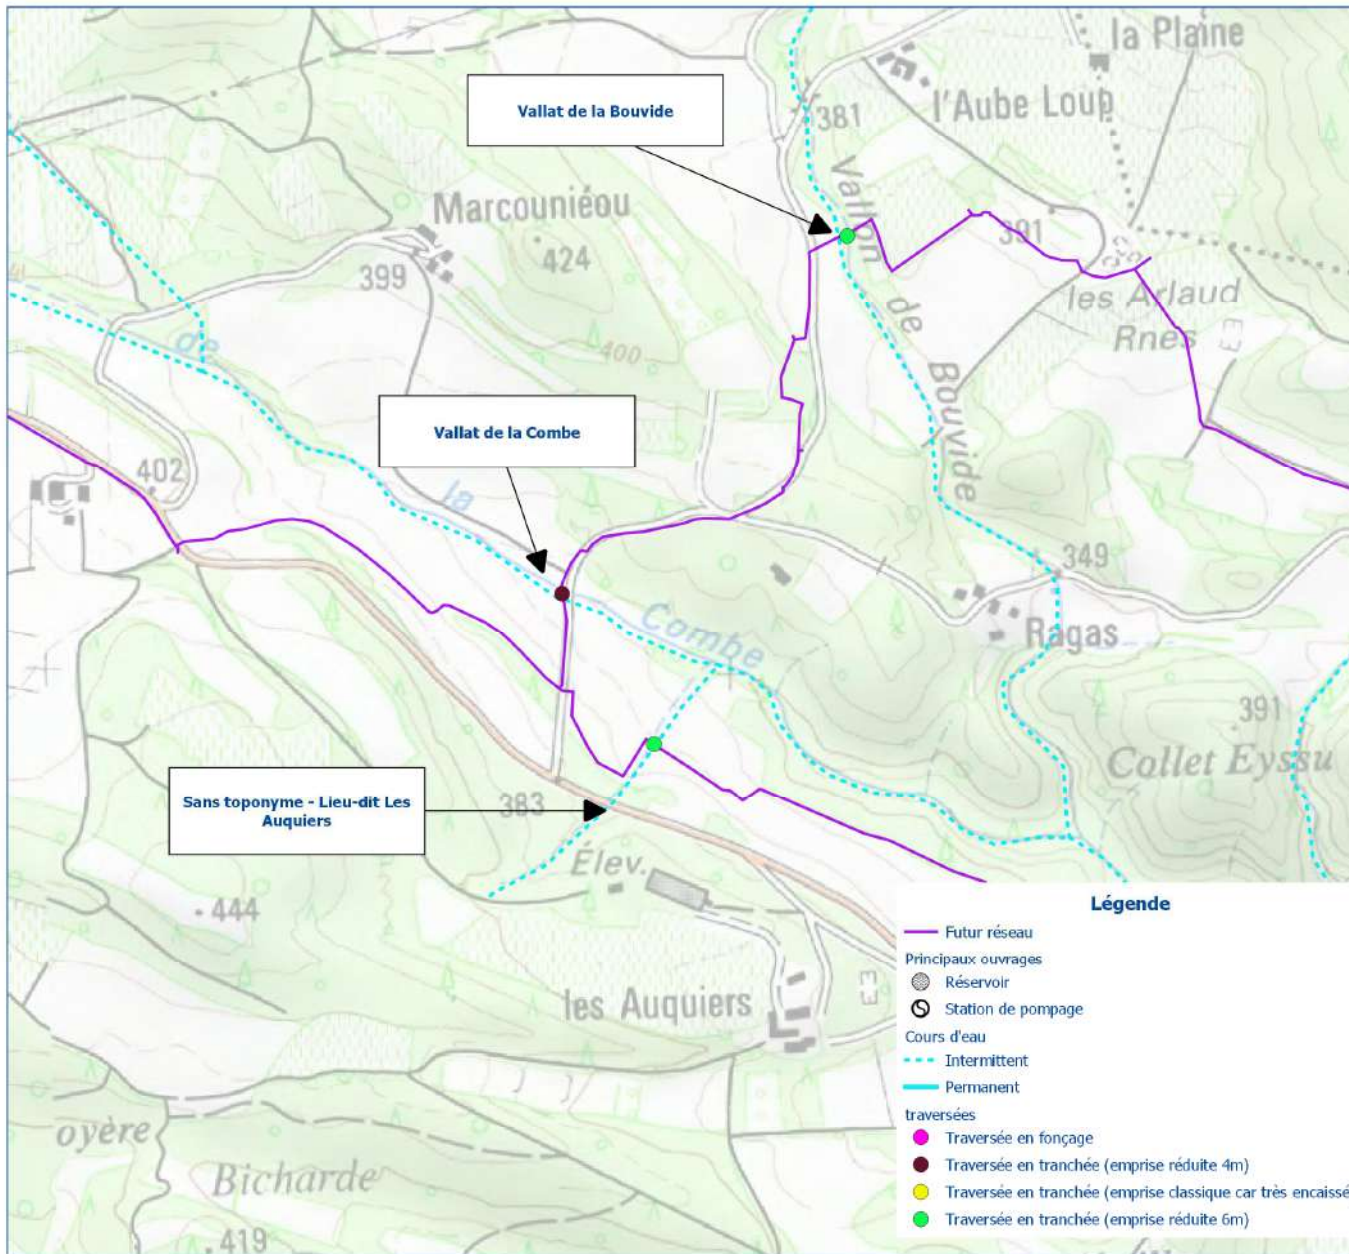 la Plaine
Vallat de la Bouvide
l'Aube Loup
381
Vallon
Marcouniéou
424
391
399
de
les Arlaud
Rnes
de
400
Bouvide
Vallat de la Combe
402
la
349
Combe
Ragas
391
Collet Eyssu
Sans toponyme - Lieu-dit Les
Auquiers
383
Élev.
444
Légende
Futur réseau
Principaux ouvrages
Réservoir
les Auquiers
Station de pompage
Cours d'eau
Intermittent
Permanent
traversées
oyère
Traversée en fonçage
Bicharde
Traversée en tranchée (emprise réduite 4m)
Traversée en tranchée (emprise classique car très encaissé
Traversée en tranchée (emprise réduite 6m)
419